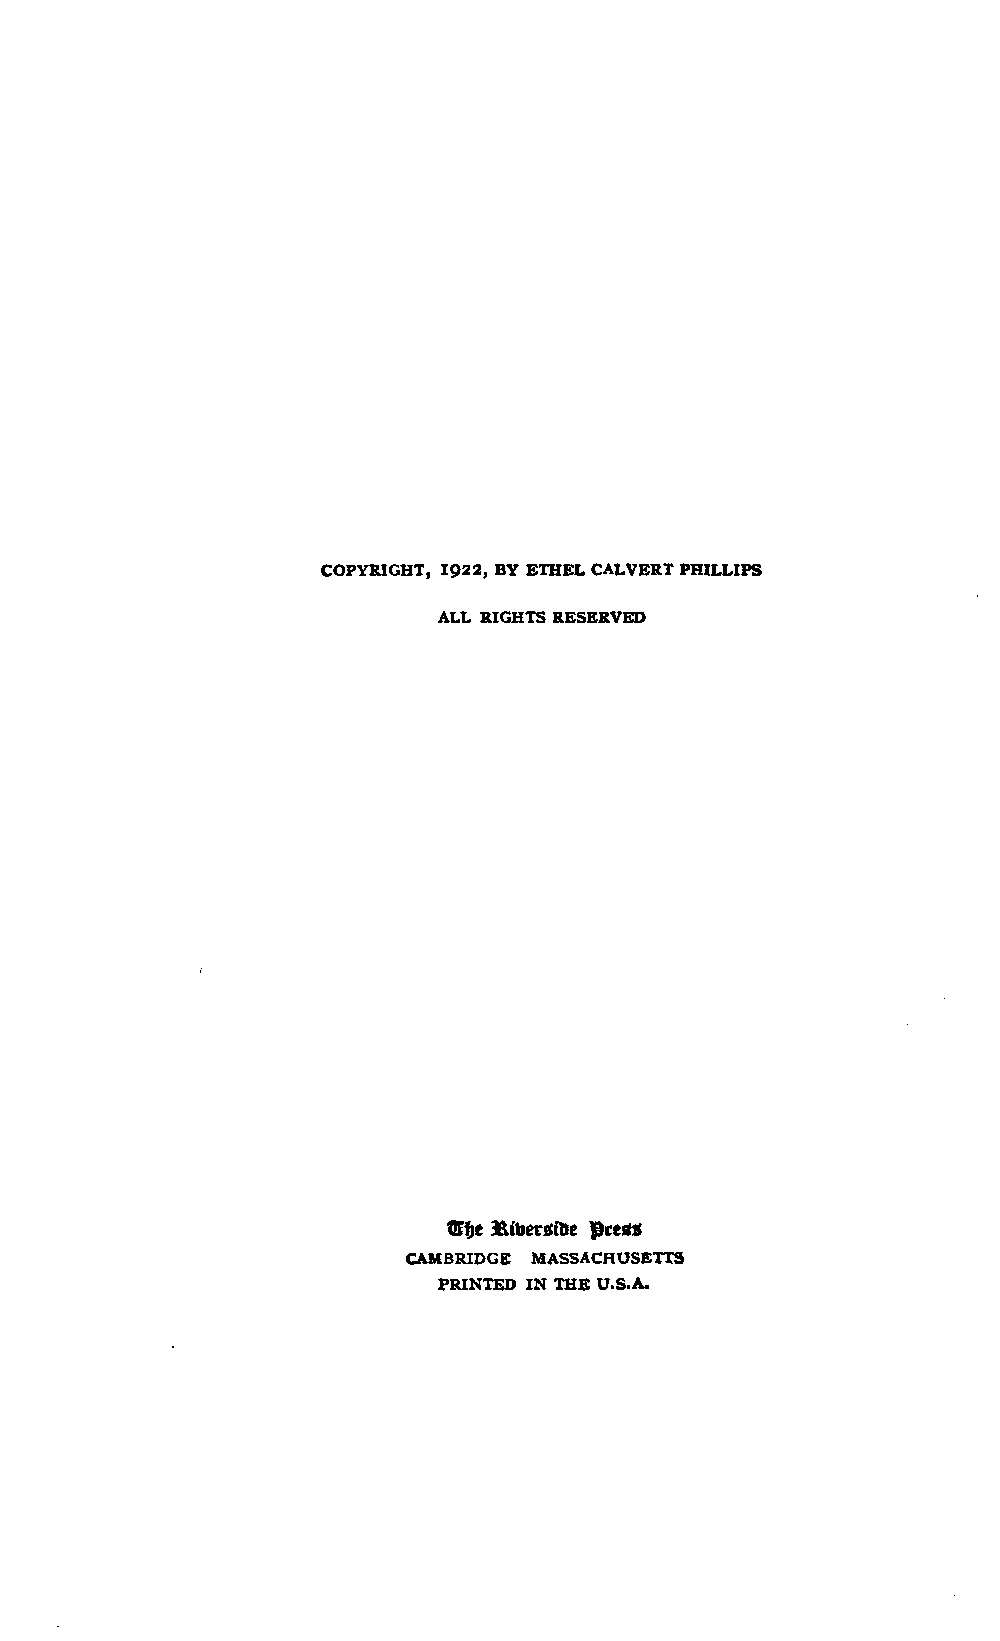 COPYRIGHT, 1922, BY ETHEL CALVERT PHILLIPS
ALL RIGHTS RESERVED
The Riverside Press
CAMBRIDGE MASSACHUSETTS
PRINTED IN THE U.S.A.